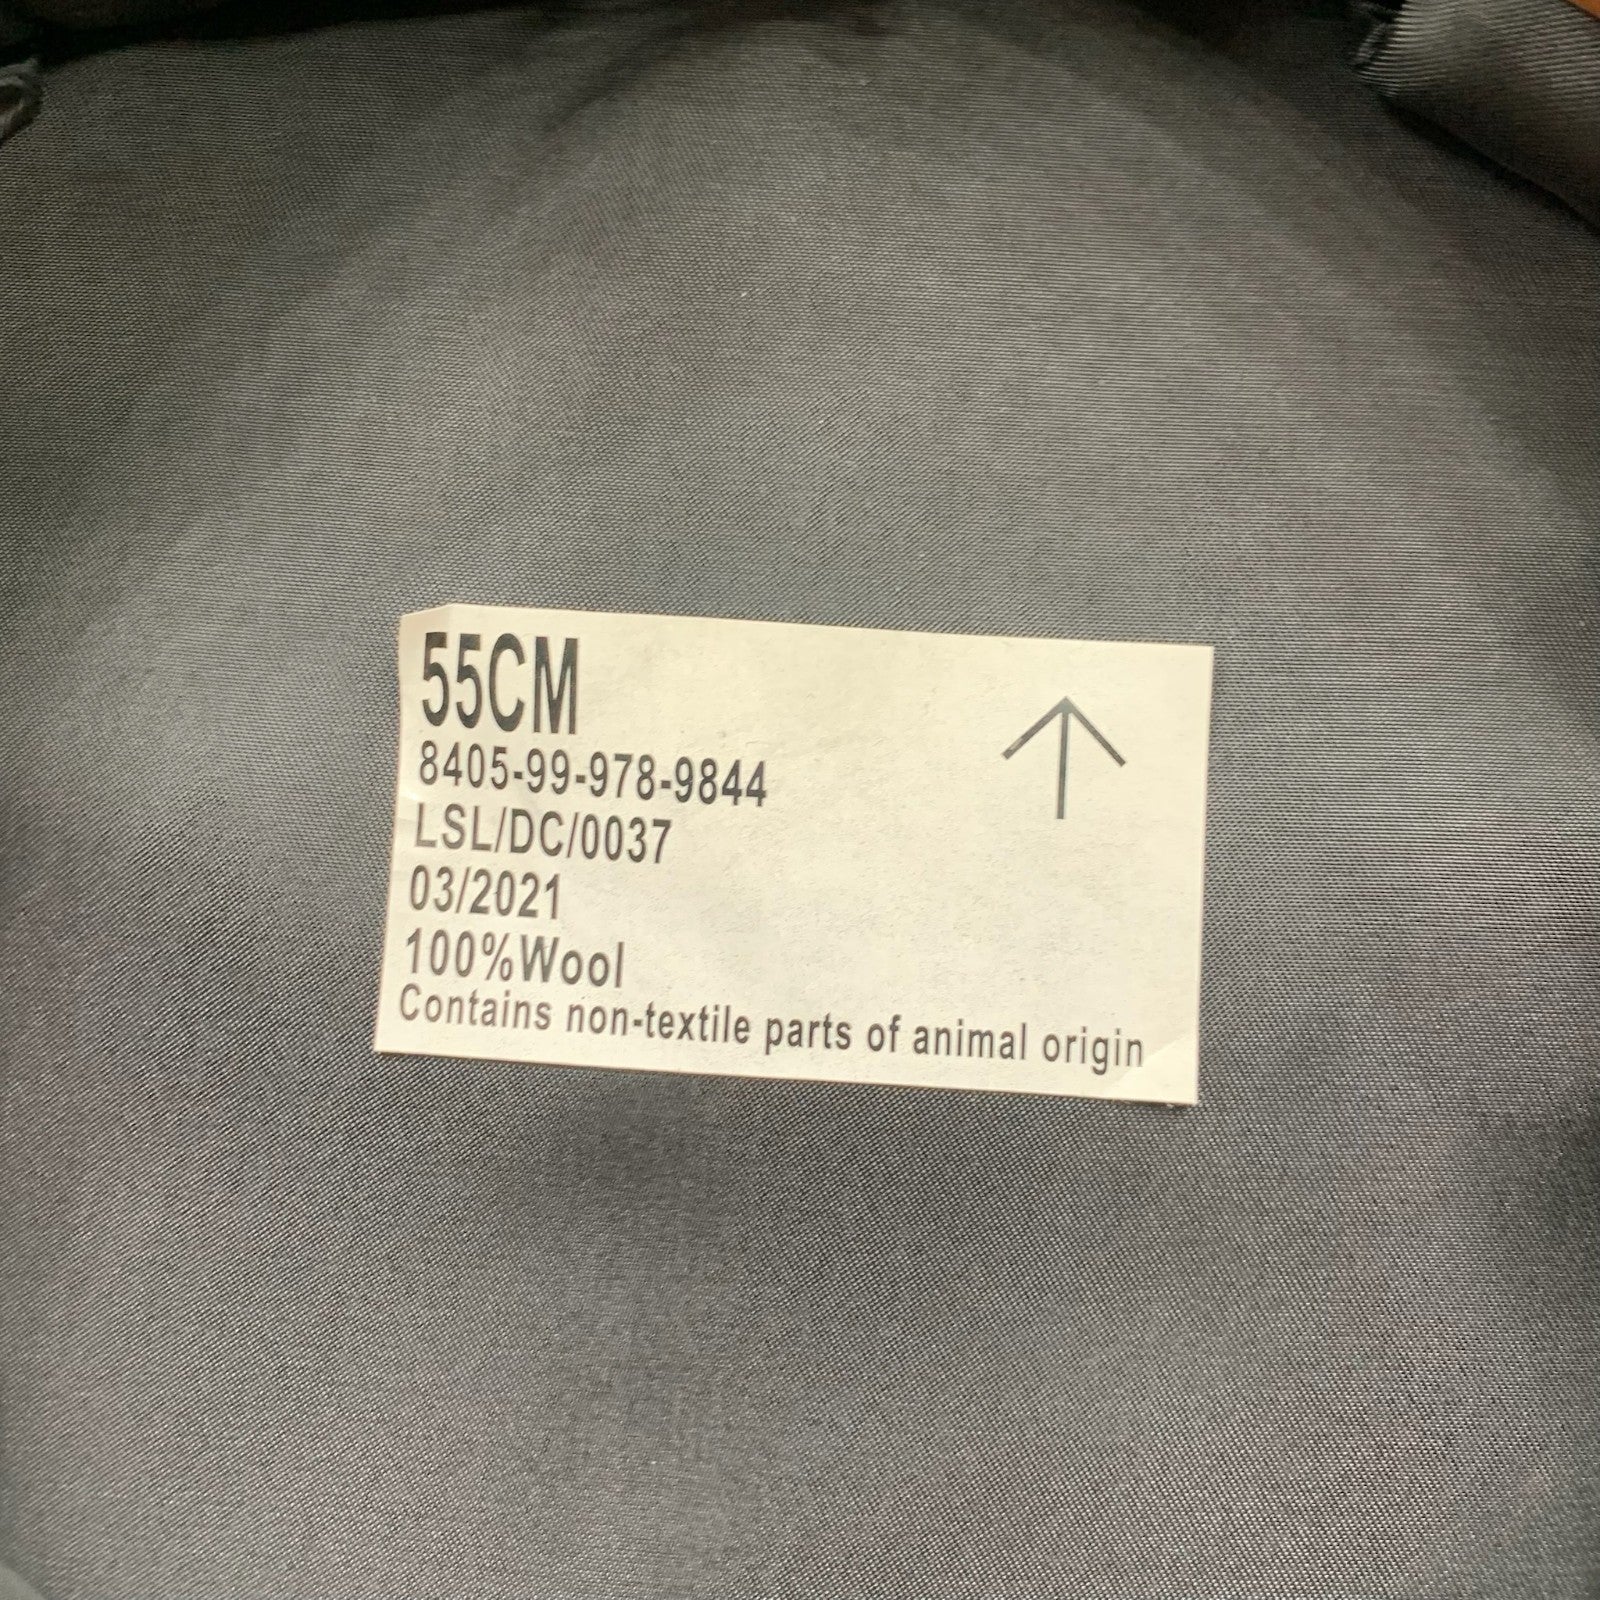 55CM
8405-99-978-9844
LSL/DC/0037
03/2021
100%Wool
Contains non-textile parts of animal origin